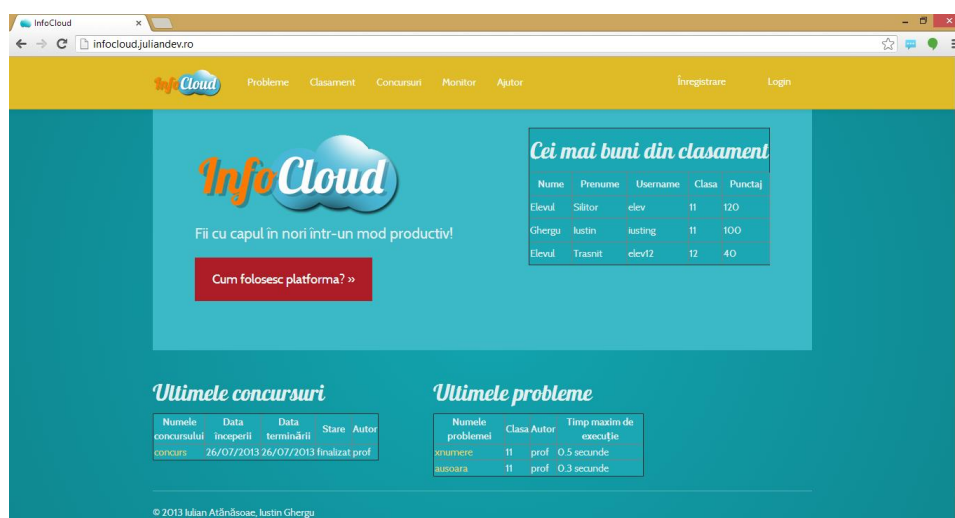 InfoCloud
infocloud.juliandev.ro
InfoCloud Probleme Clasament Concursuri Monitor Ajutor Înregistrare Login
InfoCloud
Fii cu capul în nori într-un mod productiv!
Cum folosesc platforma? »
Cei mai buni din clasament
Nume Prenume Username Clasa Punctaj
Elevul Silitor elev 11 120
Ghergu Iustin iusting 11 100
Elevul Trasnit elev12 12 40
Ultimele concursuri
Numele Data Data Stare Autor
concursului începerii terminării
concurs 26/07/2013 26/07/2013 finalizat prof
Ultimele probleme
Numele Clasa Autor Timp maxim de
problemei execuție
xnumere 11 prof 0.5 secunde
ausoara 11 prof 0.3 secunde
© 2013 Iulian Atănăsoae, Iustin Ghergu